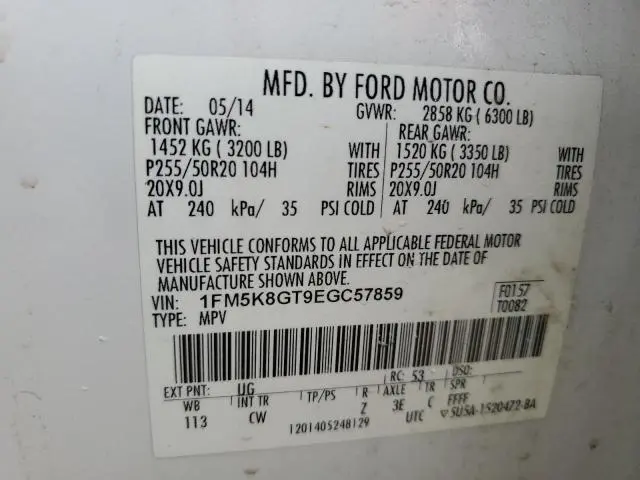 MFD. BY FORD MOTOR CO.
DATE: 05/14 GVWR: 2858 KG ( 6300 LB)
FRONT GAWR: REAR GAWR:
1452 KG ( 3200 LB) WITH 1520 KG ( 3350 LB) WITH
P255/50R20 104H TIRES P255/50R20 104H TIRES
20X9.0J RIMS 20X9.0J RIMS
AT 240 kPa/ 35 PSI COLD AT 240 kPa/ 35 PSI COLD
THIS VEHICLE CONFORMS TO ALL APPLICABLE FEDERAL MOTOR
VEHICLE SAFETY STANDARDS IN EFFECT ON THE DATE OF
MANUFACTURE SHOWN ABOVE.
VIN: 1FM5K8GT9EGC57859 F0157
TYPE: MPV T0082
EXT PNT: UG RC: 53 DSO:
WB INT TR TP/PS R AXLE TR SPR
113 CW Z 3E C FFFF
1201405248129 UTC ▽5USA-1520472-BA